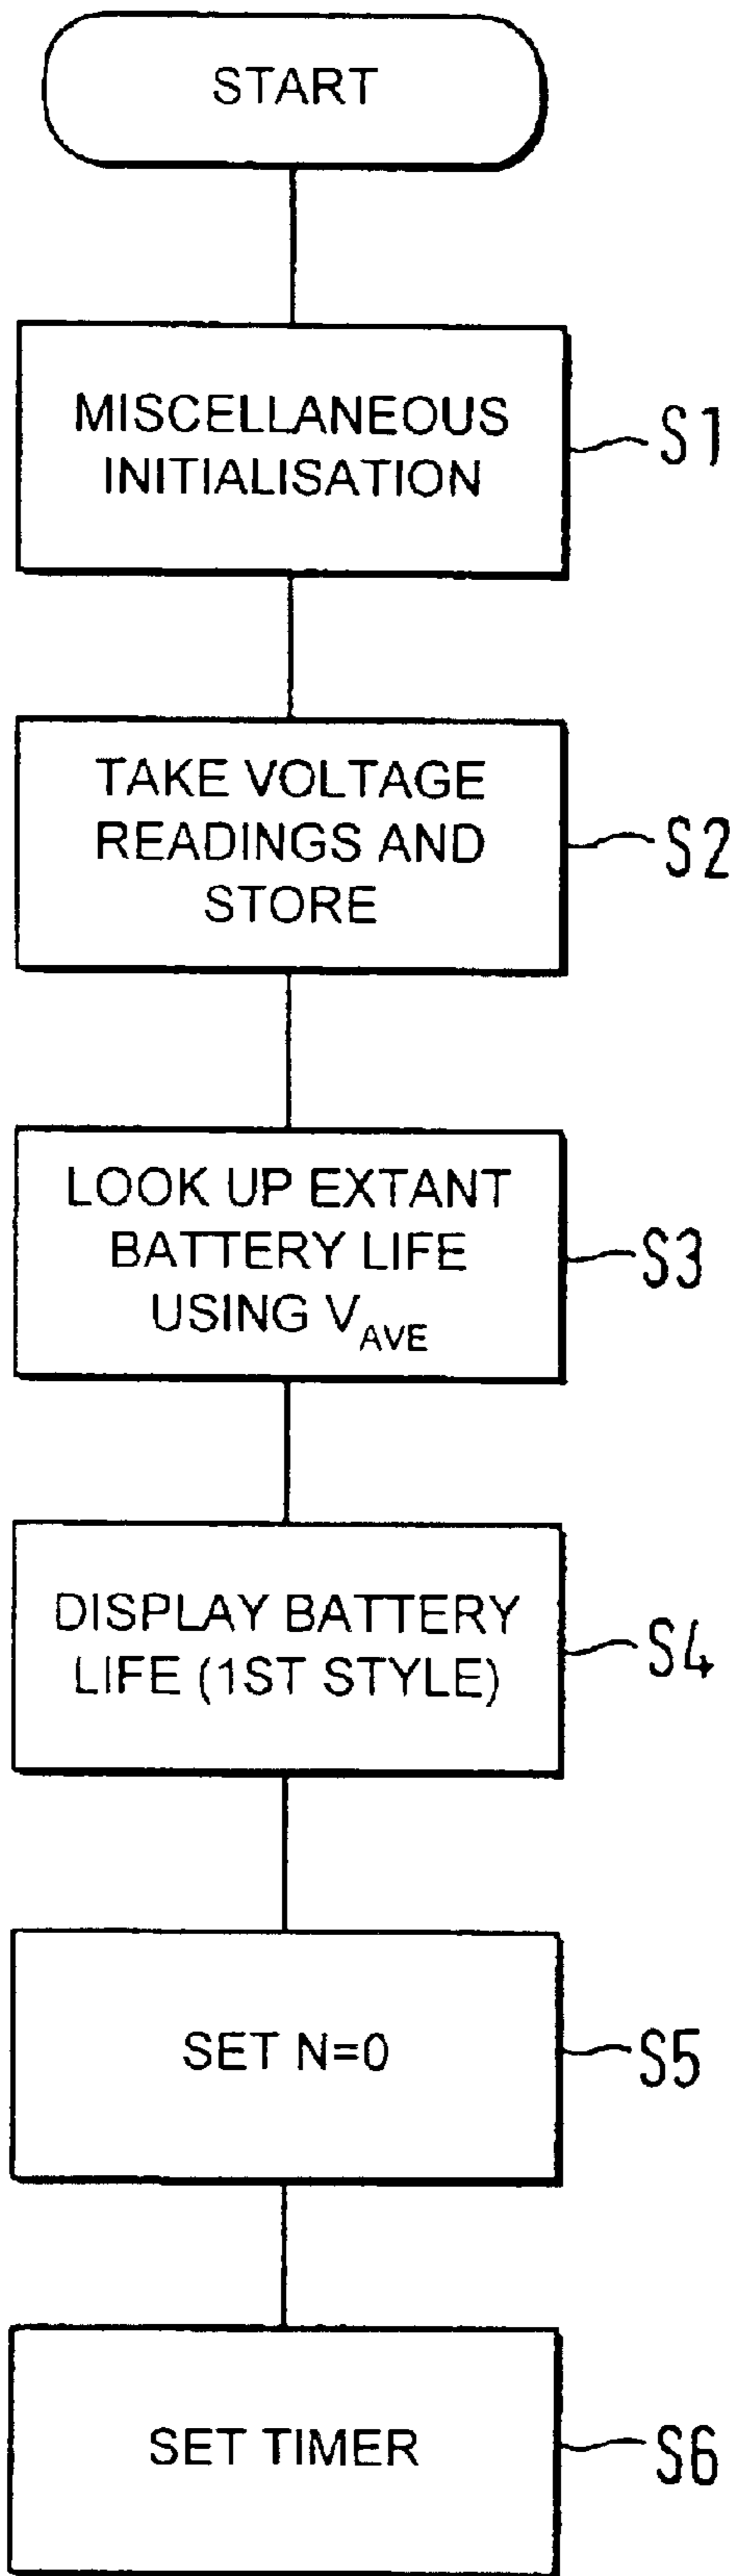 START
MISCELLANEOUS
INITIALISATION
S1
TAKE VOLTAGE
READINGS AND
STORE
S2
LOOK UP EXTANT
BATTERY LIFE
USING V_AVE
S3
DISPLAY BATTERY
LIFE (1ST STYLE)
S4
SET N=0
S5
SET TIMER
S6